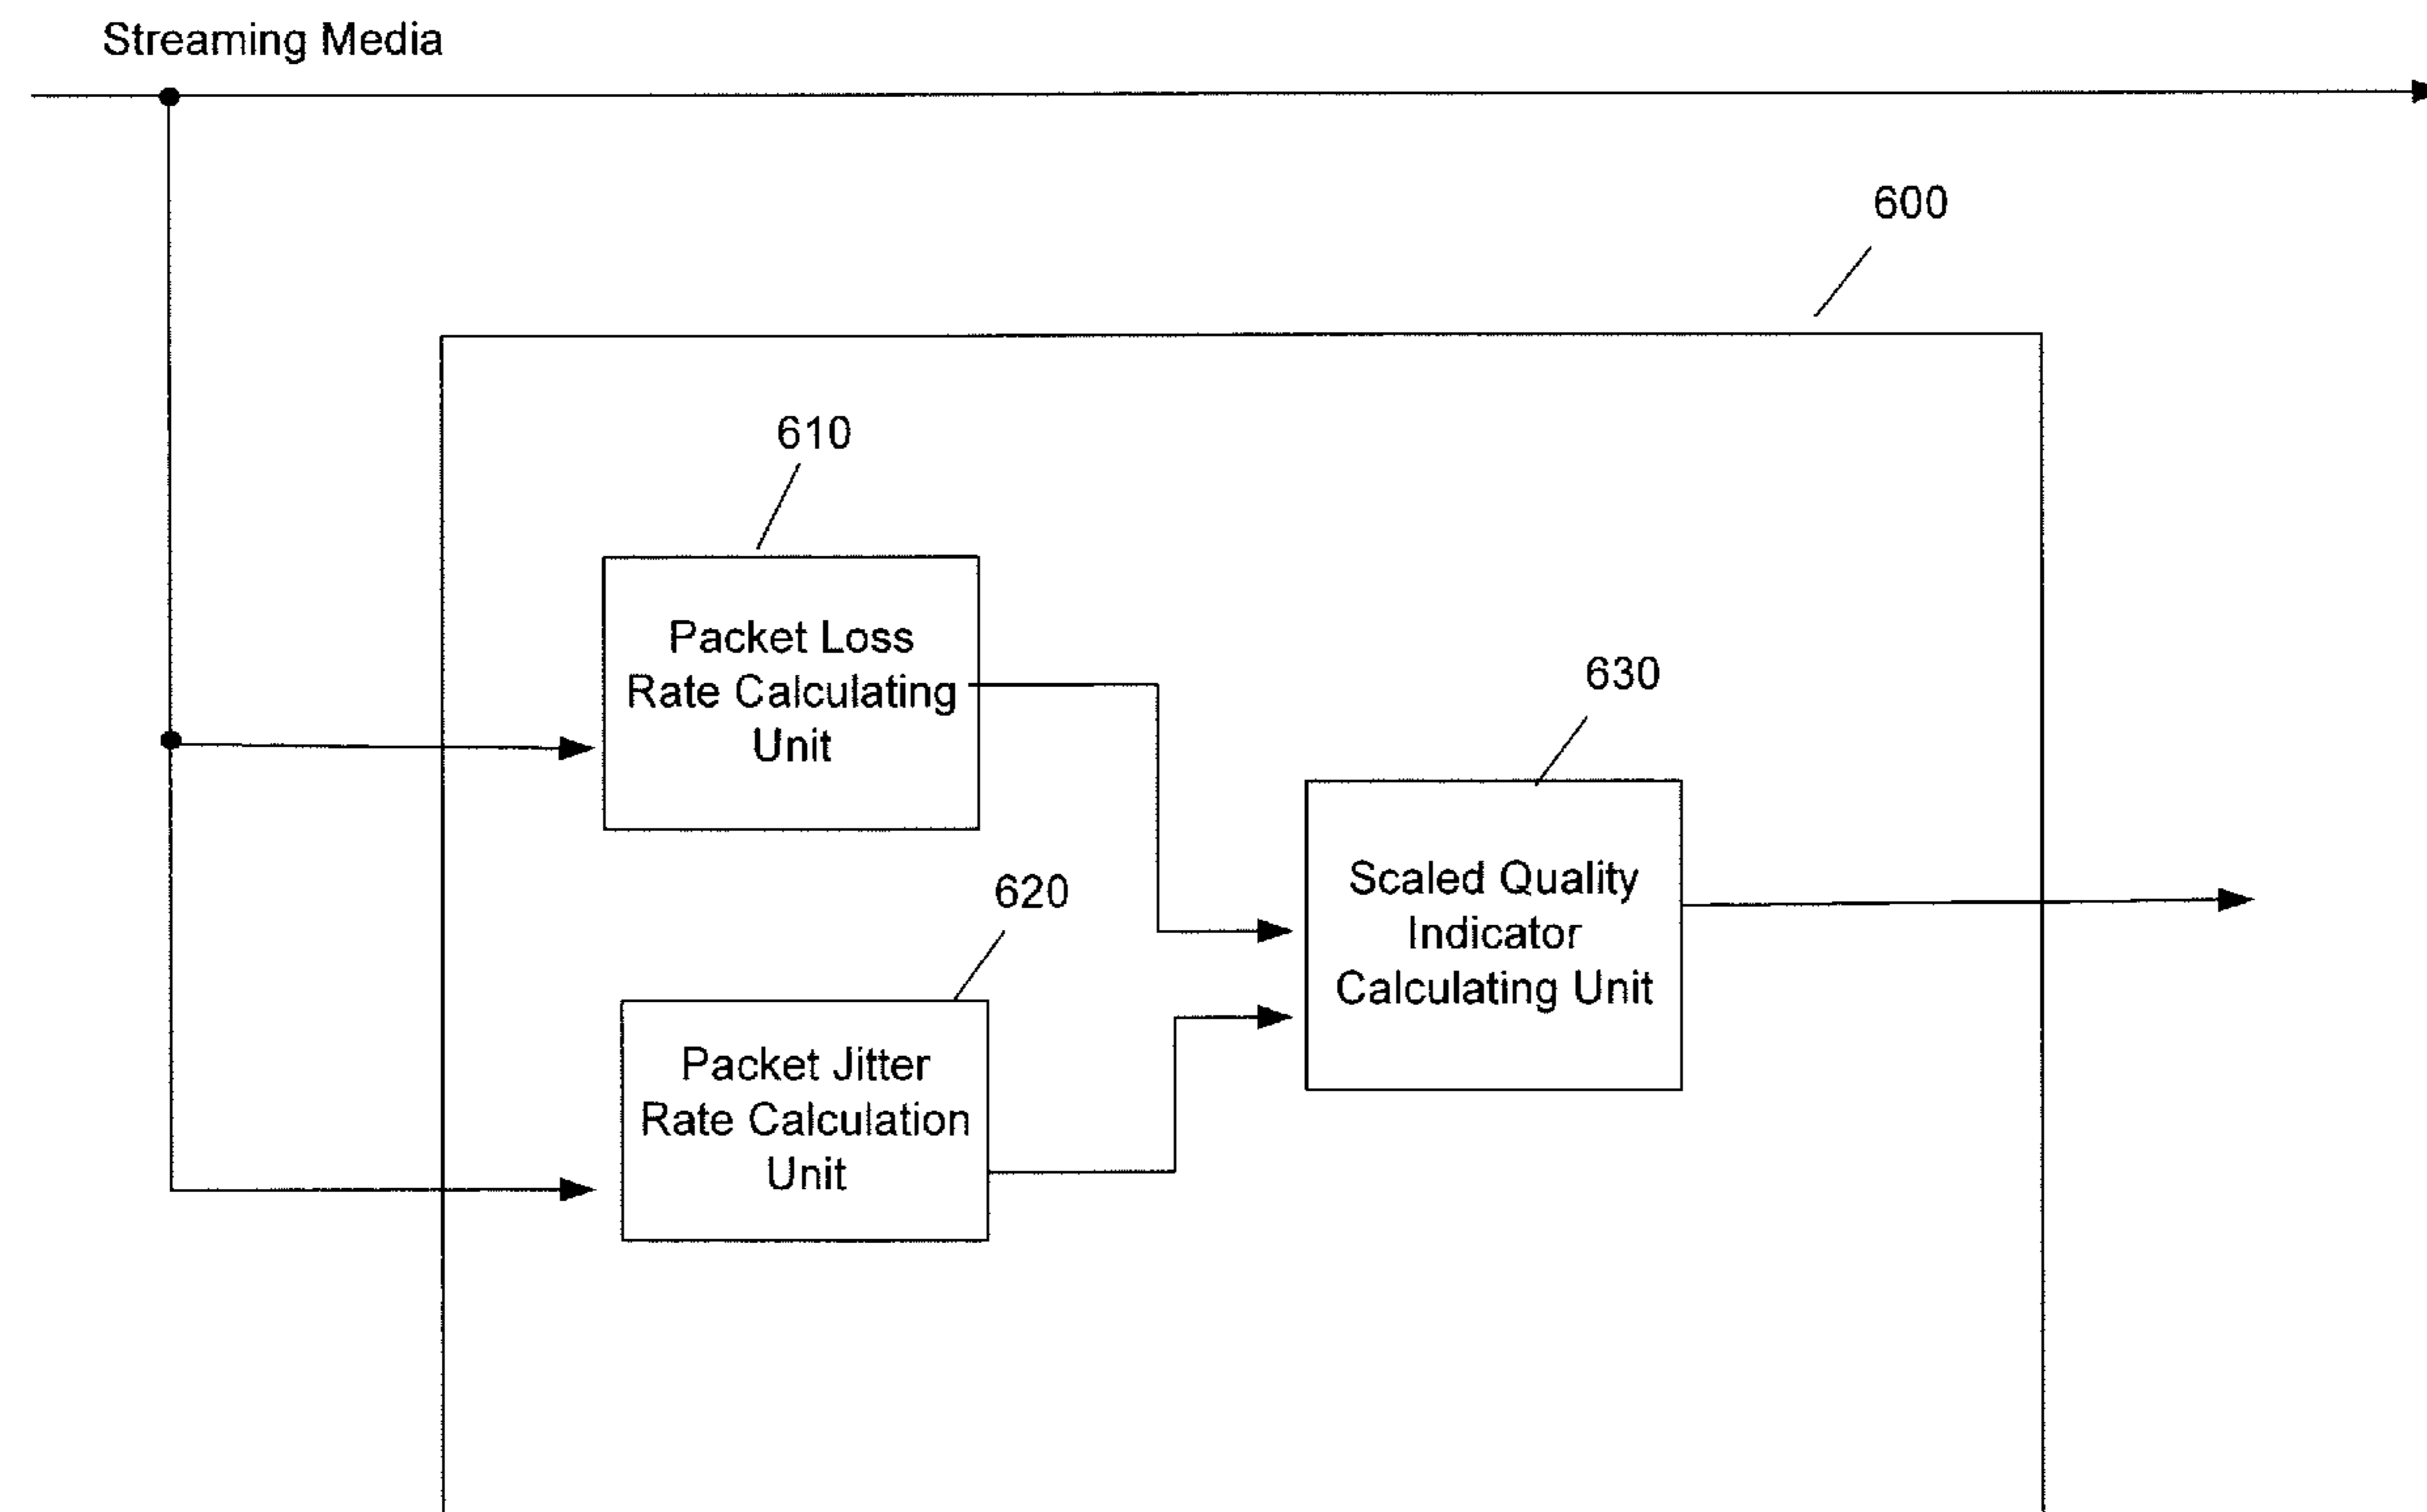 Streaming Media
600
610
Packet Loss
Rate Calculating
Unit
630
Scaled Quality
Indicator
Calculating Unit
620
Packet Jitter
Rate Calculation
Unit